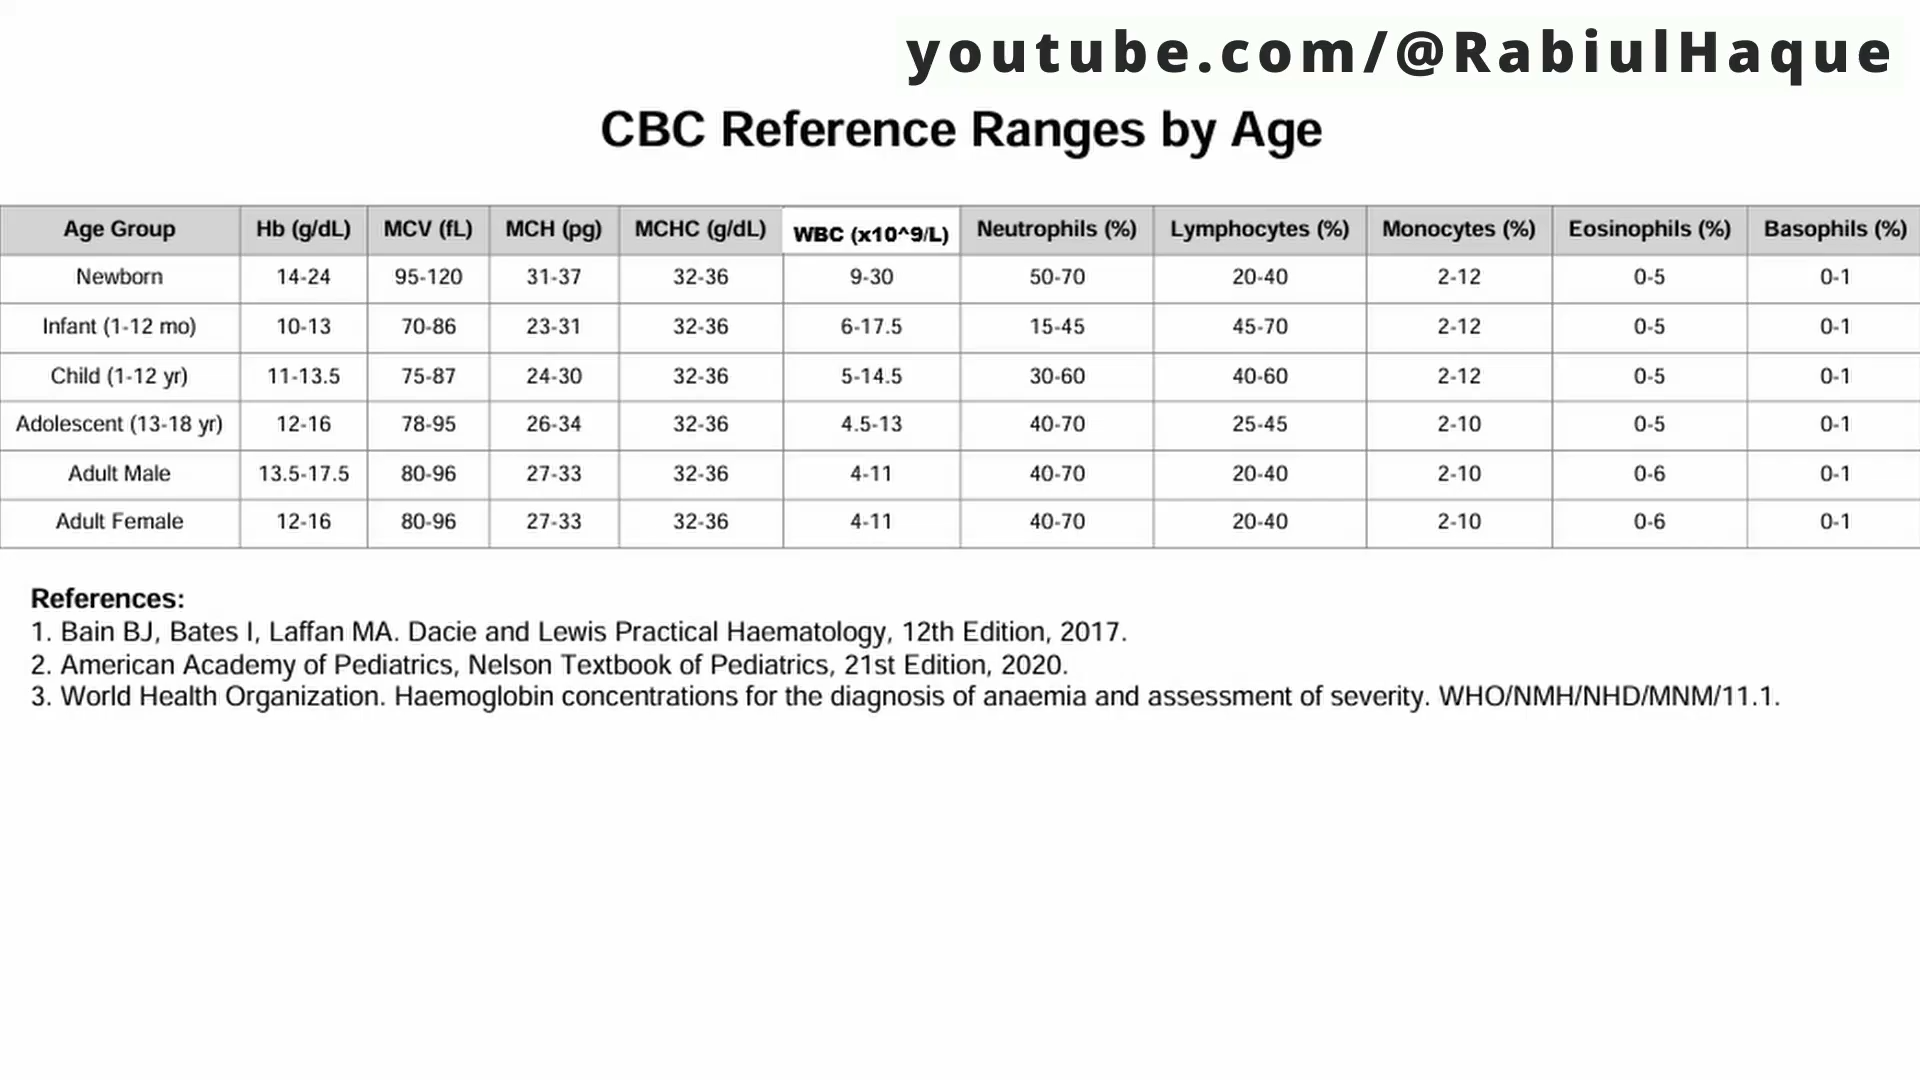 youtube.com/@RabiulHaque
CBC Reference Ranges by Age
Age Group Hb (g/dL) MCV (fL) MCH (pg) MCHC (g/dL) WBC (x10^9/L) Neutrophils (%) Lymphocytes (%) Monocytes (%) Eosinophils (%) Basophils (%)
Newborn 14-24 95-120 31-37 32-36 9-30 50-70 20-40 2-12 0-5 0-1
Infant (1-12 mo) 10-13 70-86 23-31 32-36 6-17.5 15-45 45-70 2-12 0-5 0-1
Child (1-12 yr) 11-13.5 75-87 24-30 32-36 5-14.5 30-60 40-60 2-12 0-5 0-1
Adolescent (13-18 yr) 12-16 78-95 26-34 32-36 4.5-13 40-70 25-45 2-10 0-5 0-1
Adult Male 13.5-17.5 80-96 27-33 32-36 4-11 40-70 20-40 2-10 0-6 0-1
Adult Female 12-16 80-96 27-33 32-36 4-11 40-70 20-40 2-10 0-6 0-1
References:
1. Bain BJ, Bates I, Laffan MA. Dacie and Lewis Practical Haematology, 12th Edition, 2017.
2. American Academy of Pediatrics, Nelson Textbook of Pediatrics, 21st Edition, 2020.
3. World Health Organization. Haemoglobin concentrations for the diagnosis of anaemia and assessment of severity. WHO/NMH/NHD/MNM/11.1.